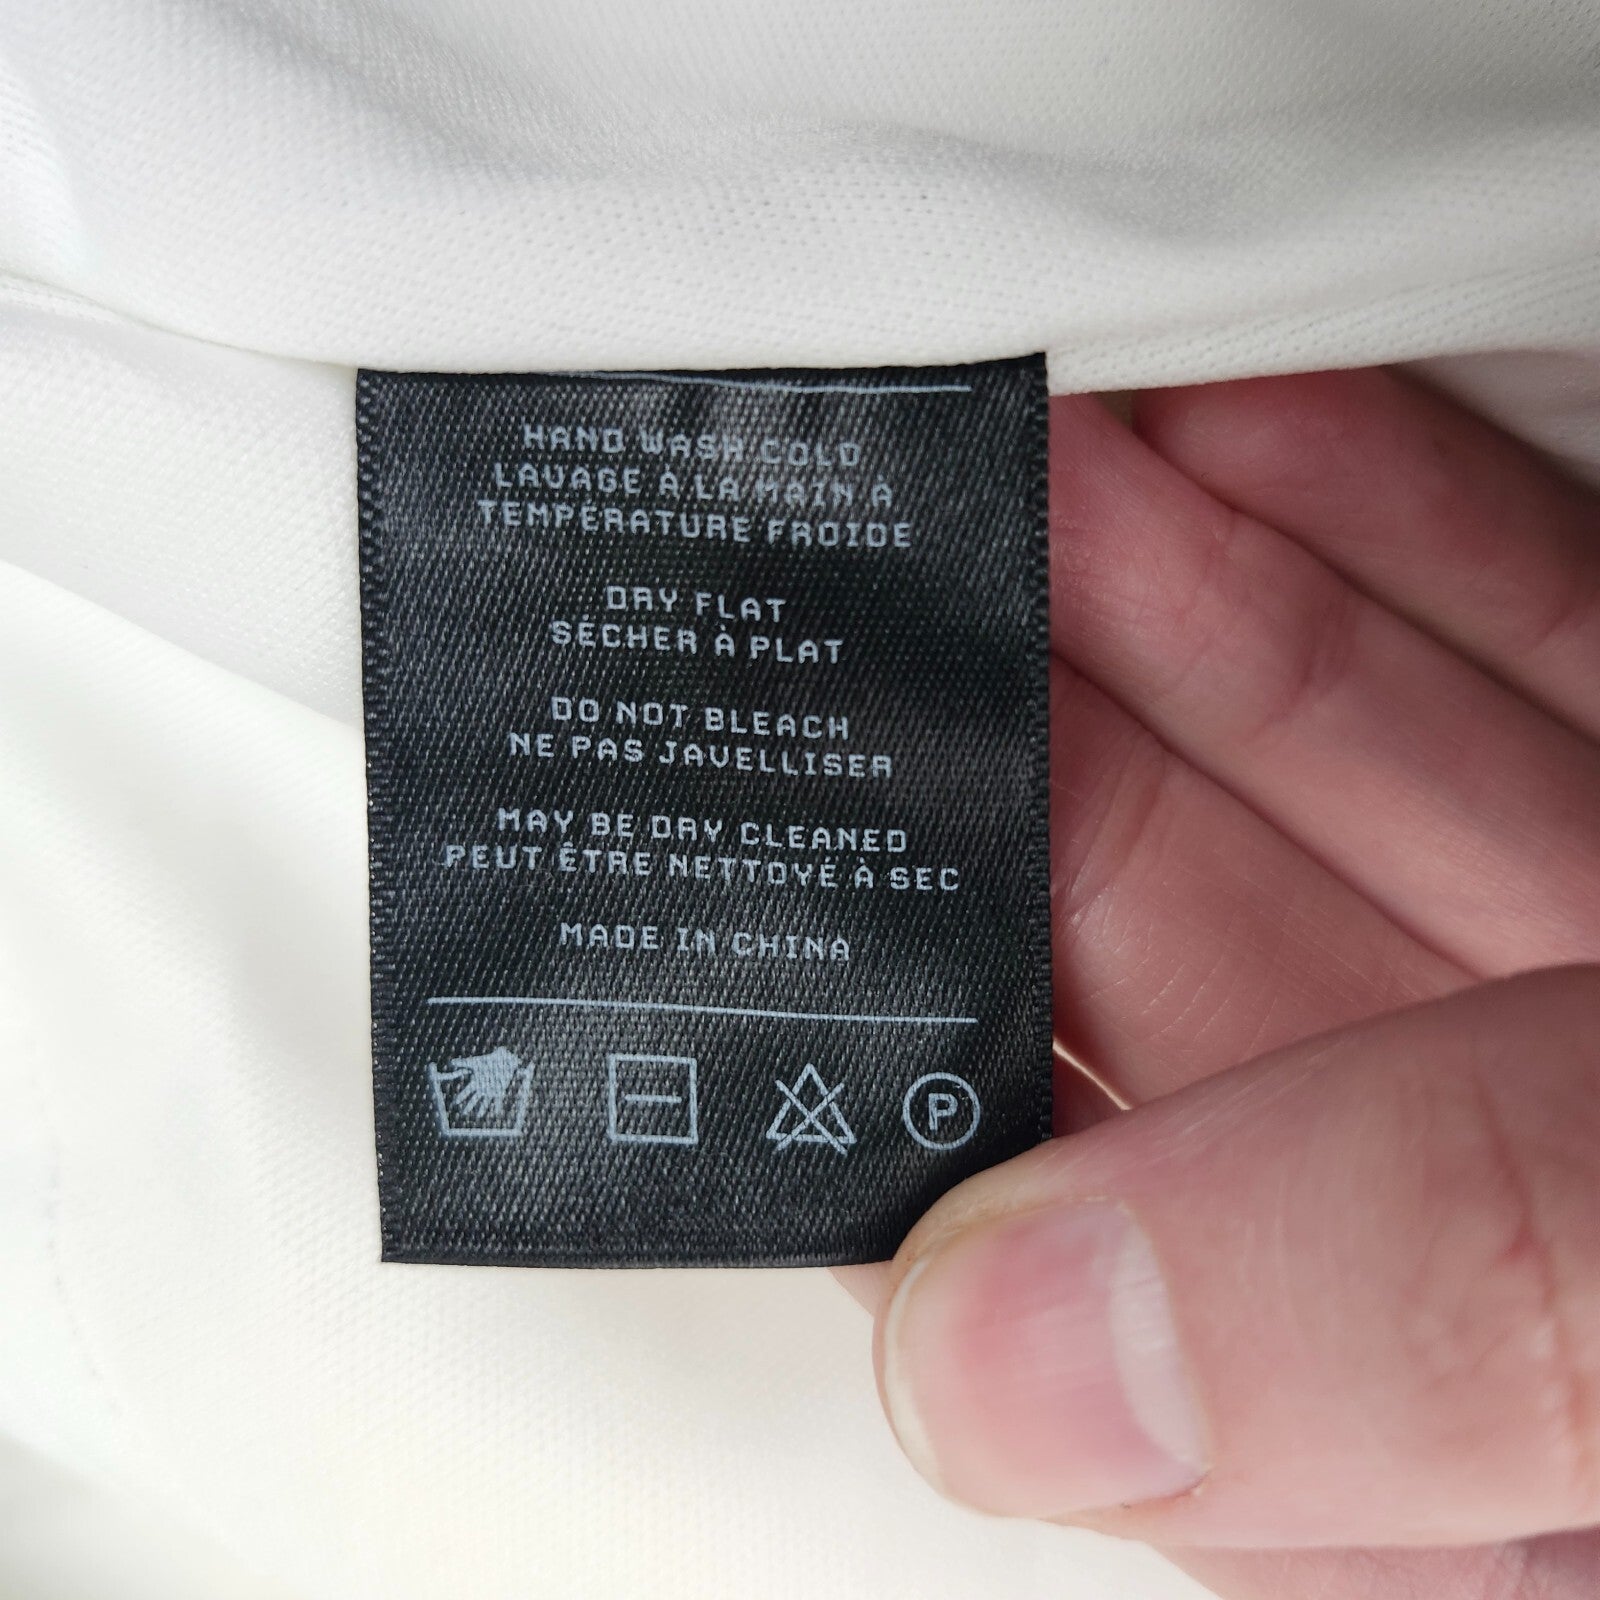 HAND WASH COLD
LAVAGE À LA MAIN A
TEMPÉRATURE FROIDE
DRY FLAT
SÉCHER À PLAT
DO NOT BLEACH
NE PAS JAVELLISER
MAY BE DRY CLEANED
PEUT ÊTRE NETTOYÉ À SEC
MADE IN CHINA
P